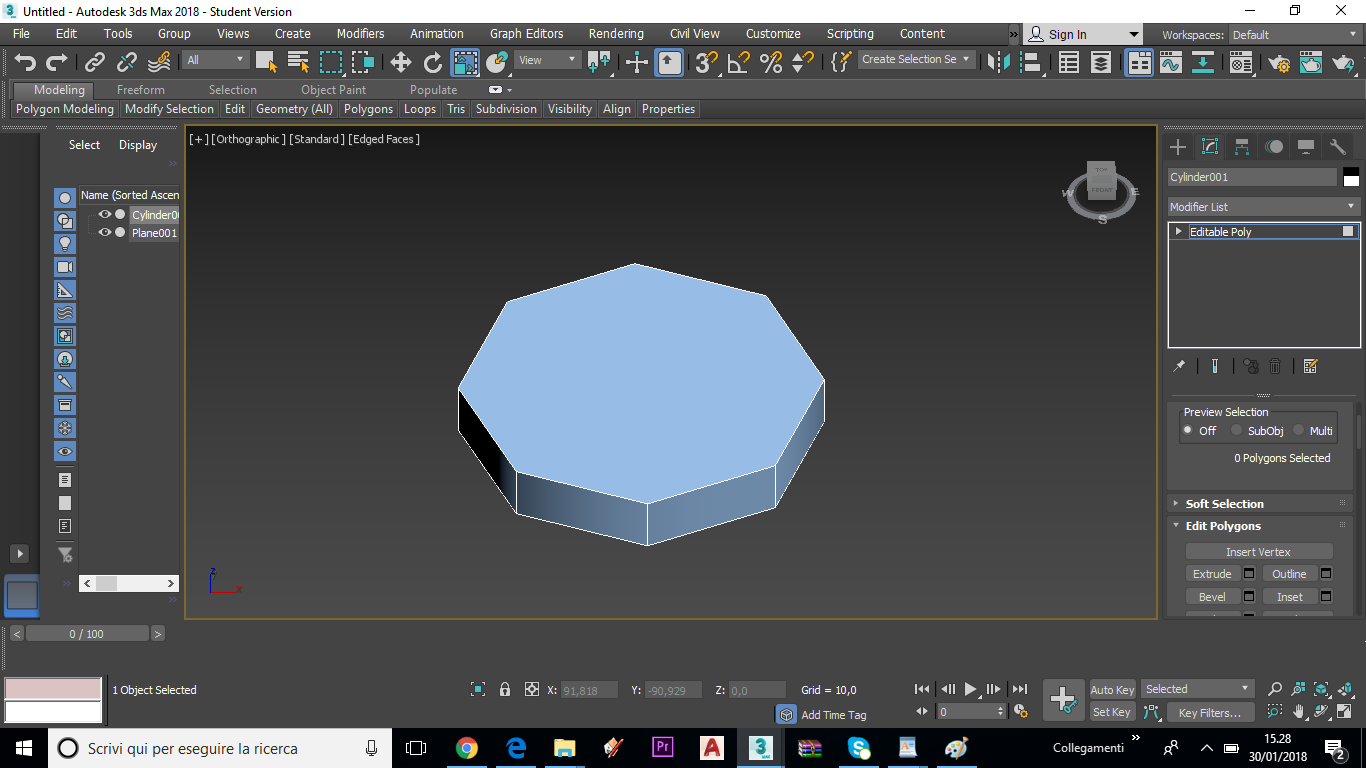 Untitled - Autodesk 3ds Max 2018 - Student Version
File Edit Tools Group Views Create Modifiers Animation Graph Editors Rendering Civil View Customize Scripting Content » Sign In Workspaces: Default
All View Create Selection Se
Modeling Freeform Selection Object Paint Populate
Polygon Modeling Modify Selection Edit Geometry (All) Polygons Loops Tris Subdivision Visibility Align Properties
Select Display
Name (Sorted Ascen
Cylinder00
Plane001
[+] [Orthographic] [Standard] [Edged Faces]
TOP
FRONT
W E
S
z
x
Cylinder001
Modifier List
Editable Poly
Preview Selection
Off SubObj Multi
0 Polygons Selected
Soft Selection
Edit Polygons
Insert Vertex
Extrude Outline
Bevel Inset
< 0 / 100 >
1 Object Selected X: 91,818 Y: -90,929 Z: 0,0 Grid = 10,0 Auto Key Selected
Add Time Tag 0 Set Key Key Filters...
Scrivi qui per eseguire la ricerca
Pr
A
3
MAX
S
Collegamenti »
15.28
30/01/2018
2